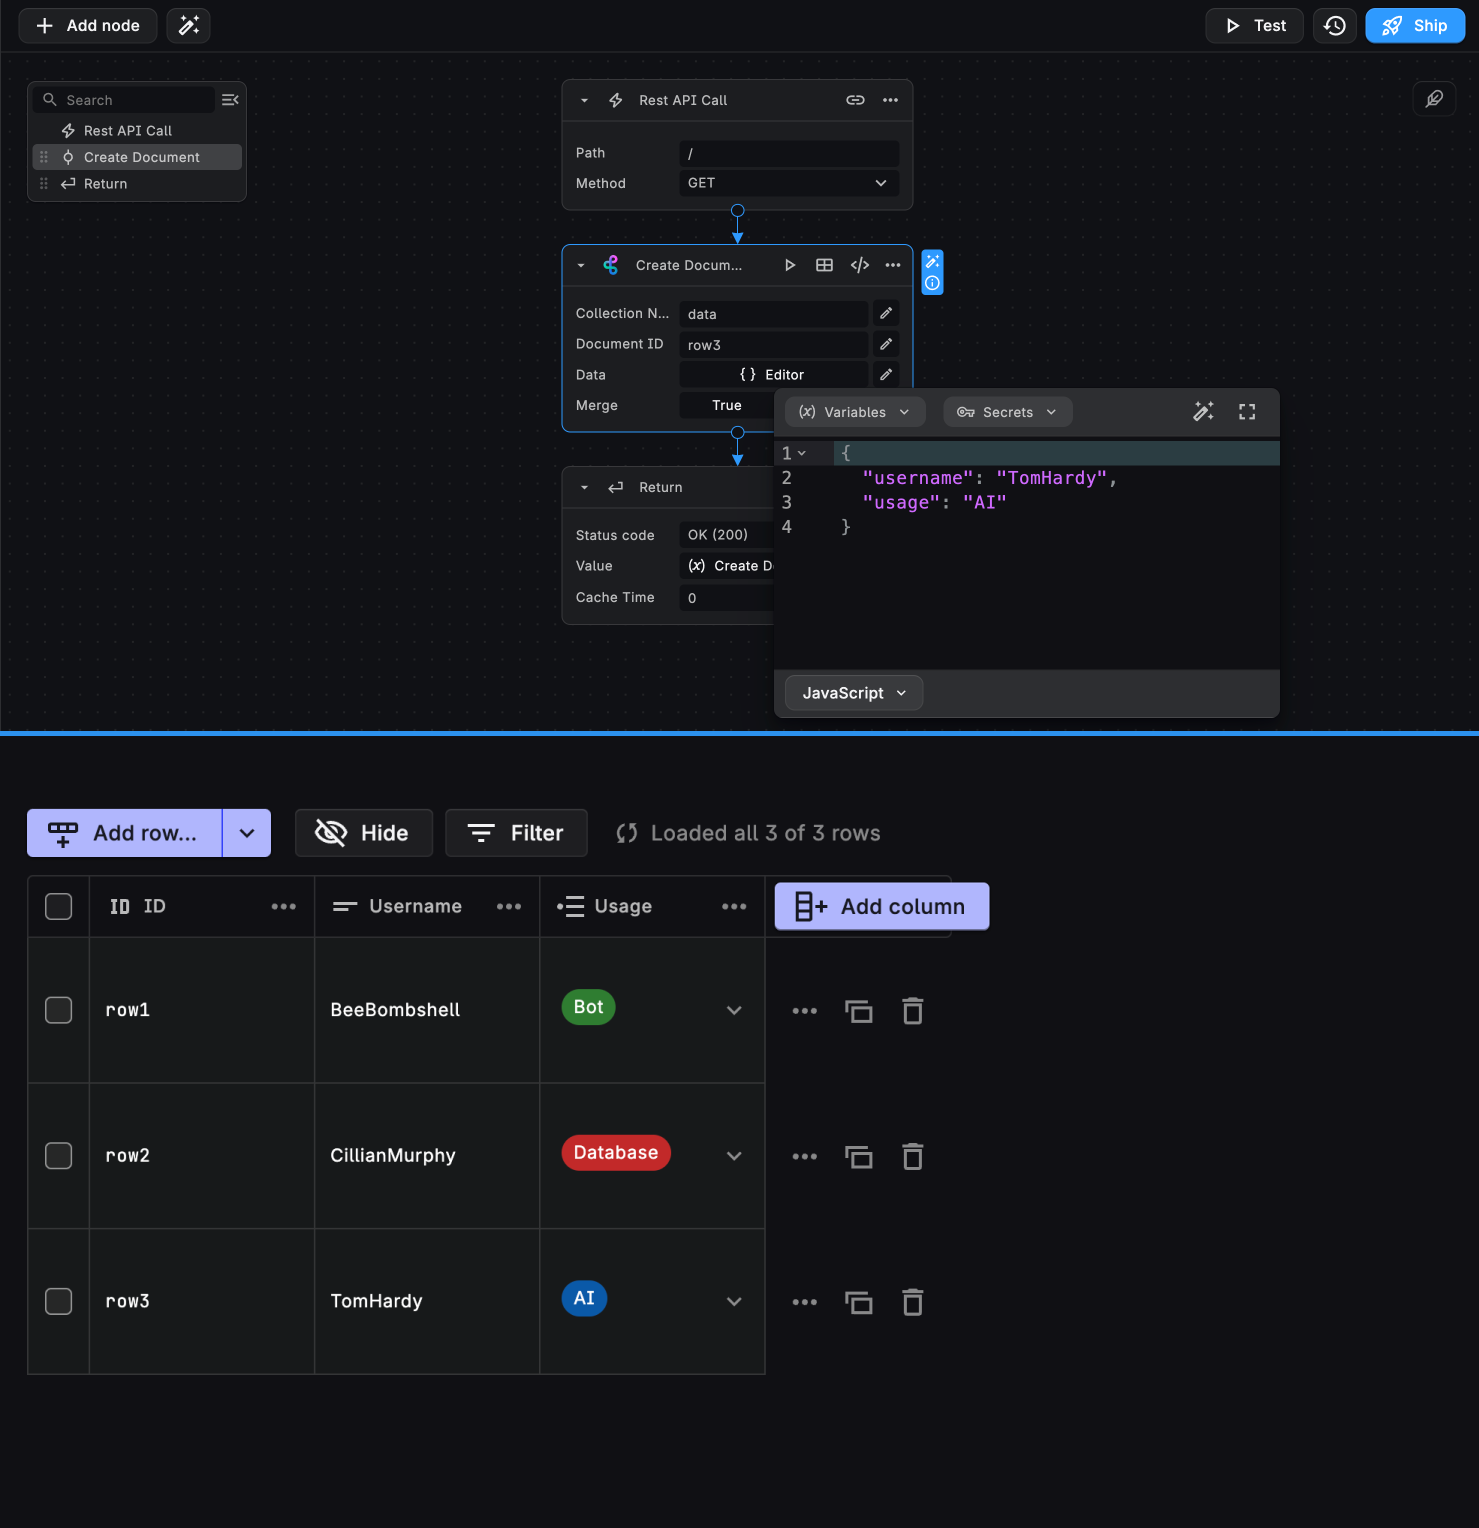 Add node
Test
Ship
Search
Rest API Call
Create Document
Return
Rest API Call
Path
/
Method
GET
Create Docum...
Collection N...
data
Document ID
row3
Data
{ } Editor
Merge
True
Return
Status code
OK (200)
Value
(x) Create D
Cache Time
0
(x) Variables
Secrets
1 {
2 "username": "TomHardy",
3 "usage": "AI"
4 }
JavaScript
Add row...
Hide
Filter
Loaded all 3 of 3 rows
ID ID
Username
Usage
Add column
row1
BeeBombshell
Bot
row2
CillianMurphy
Database
row3
TomHardy
AI